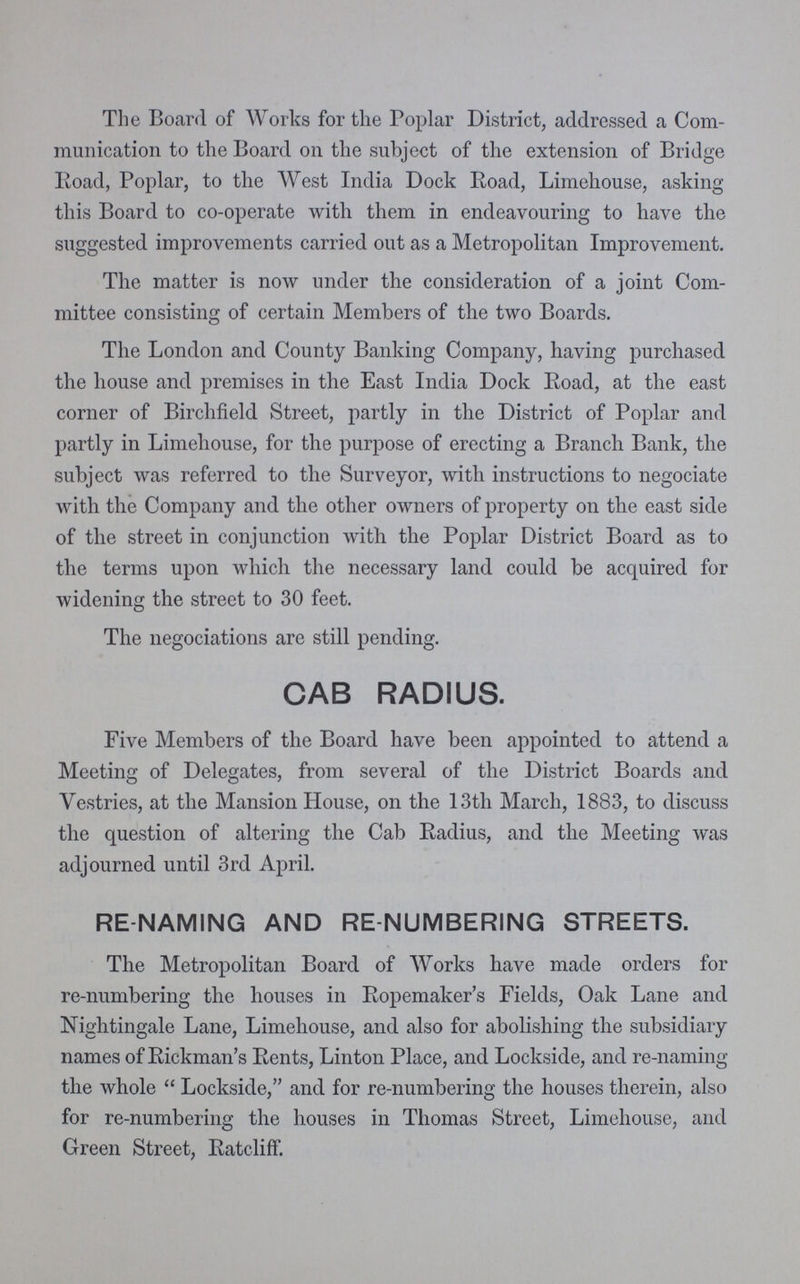 The Board of Works for the Poplar District, addressed a Com-
munication to the Board on the subject of the extension of Bridge
Road, Poplar, to the West India Dock Road, Limehouse, asking
this Board to co-operate with them in endeavouring to have the
suggested improvements carried out as a Metropolitan Improvement.
The matter is now under the consideration of a joint Com-
mittee consisting of certain Members of the two Boards.
The London and County Banking Company, having purchased
the house and premises in the East India Dock Road, at the east
corner of Birchfield Street, partly in the District of Poplar and
partly in Limehouse, for the purpose of erecting a Branch Bank, the
subject was referred to the Surveyor, with instructions to negociate
with the Company and the other owners of property on the east side
of the street in conjunction with the Poplar District Board as to
the terms upon which the necessary land could be acquired for
widening the street to 30 feet.
The negociations are still pending.
CAB RADIUS.
Five Members of the Board have been appointed to attend a
Meeting of Delegates, from several of the District Boards and
Vestries, at the Mansion House, on the 13th March, 1883, to discuss
the question of altering the Cab Radius, and the Meeting was
adjourned until 3rd April.
RE-NAMING AND RE-NUMBERING STREETS.
The Metropolitan Board of Works have made orders for
re-numbering the houses in Ropemaker's Fields, Oak Lane and
Nightingale Lane, Limehouse, and also for abolishing the subsidiary
names of Rickman's Rents, Linton Place, and Lockside, and re-naming
the whole “ Lockside,” and for re-numbering the houses therein, also
for re-numbering the houses in Thomas Street, Limehouse, and
Green Street, Ratcliff.